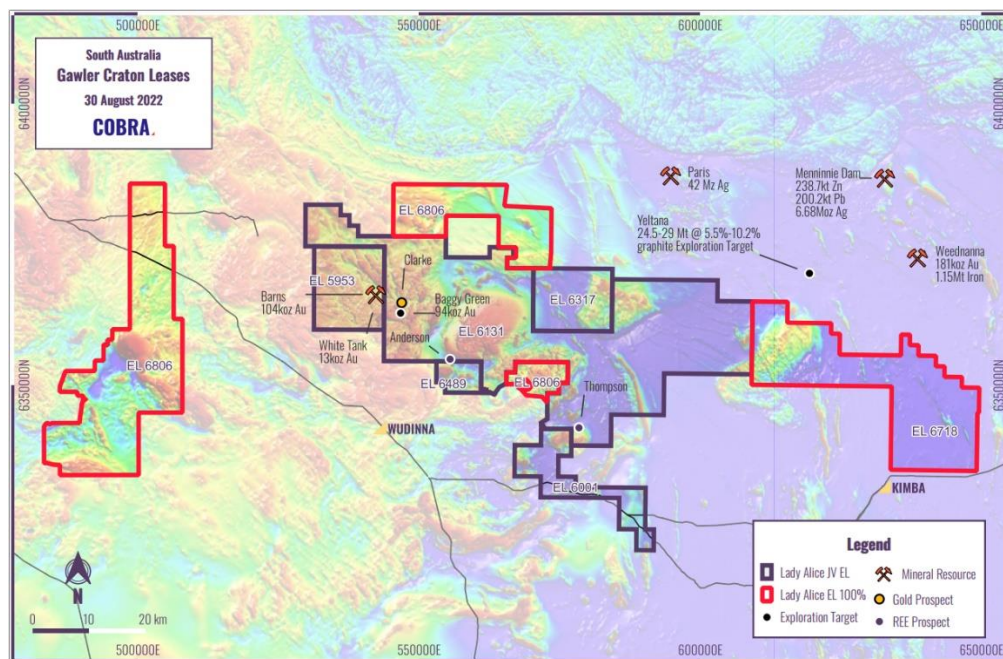 500000E
550000E
600000E
650000E
South Australia
Gawler Craton Leases
30 August 2022
COBRA.
6400000N
6400000N
Paris
42 Mz Ag
Menninnie Dam
238.7kt Zn
200.2kt Pb
6.68Moz Ag
EL 6806
Yeltana
24.5-29 Mt @ 5.5%-10.2%
graphite Exploration Target
Clarke
Weednanna
181koz Au
1.15Mt Iron
EL 5953
Barns
104koz Au
Baggy Green
94koz Au
EL 6317
White Tank
13koz Au
Anderson
EL 6131
EL 6806
EL 6489
EL 6806
Thompson
6350000N
6350000N
WUDINNA
EL 6718
EL 6001
KIMBA
N
0
10
20 km
Legend
Lady Alice JV EL
Mineral Resource
Lady Alice EL 100%
Gold Prospect
Exploration Target
REE Prospect
500000E
550000E
600000E
650000E